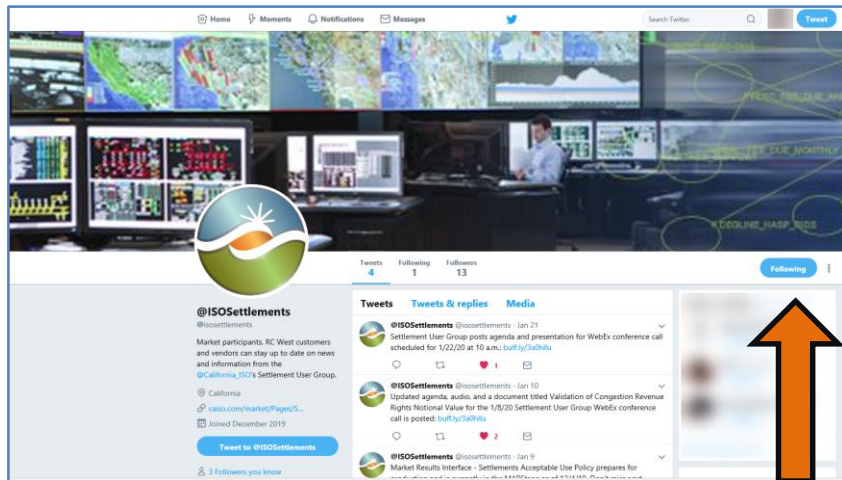 Home Moments Notifications Messages Search Twitter Tweet
Tweets Following Followers
4 1 13
Following
@ISOSettlements
@isosettlements
Market participants, RC West customers
and vendors can stay up to date on news
and information from the
@California_ISO's Settlement User Group.
California
caiso.com/market/Pages/S...
Joined December 2019
Tweet to @ISOSettlements
3 Followers you know
Tweets Tweets & replies Media
@ISOSettlements @isosettlements · Jan 21
Settlement User Group posts agenda and presentation for WebEx conference call
scheduled for 1/22/20 at 10 a.m.: buff.ly/3a0hllu
1
@ISOSettlements @isosettlements · Jan 10
Updated agenda, audio, and a document titled Validation of Congestion Revenue
Rights Notional Value for the 1/8/20 Settlement User Group WebEx conference
call is posted: buff.ly/3a0hllu
2
@ISOSettlements @isosettlements · Jan 9
Market Results Interface - Settlements Acceptable Use Policy prepares for